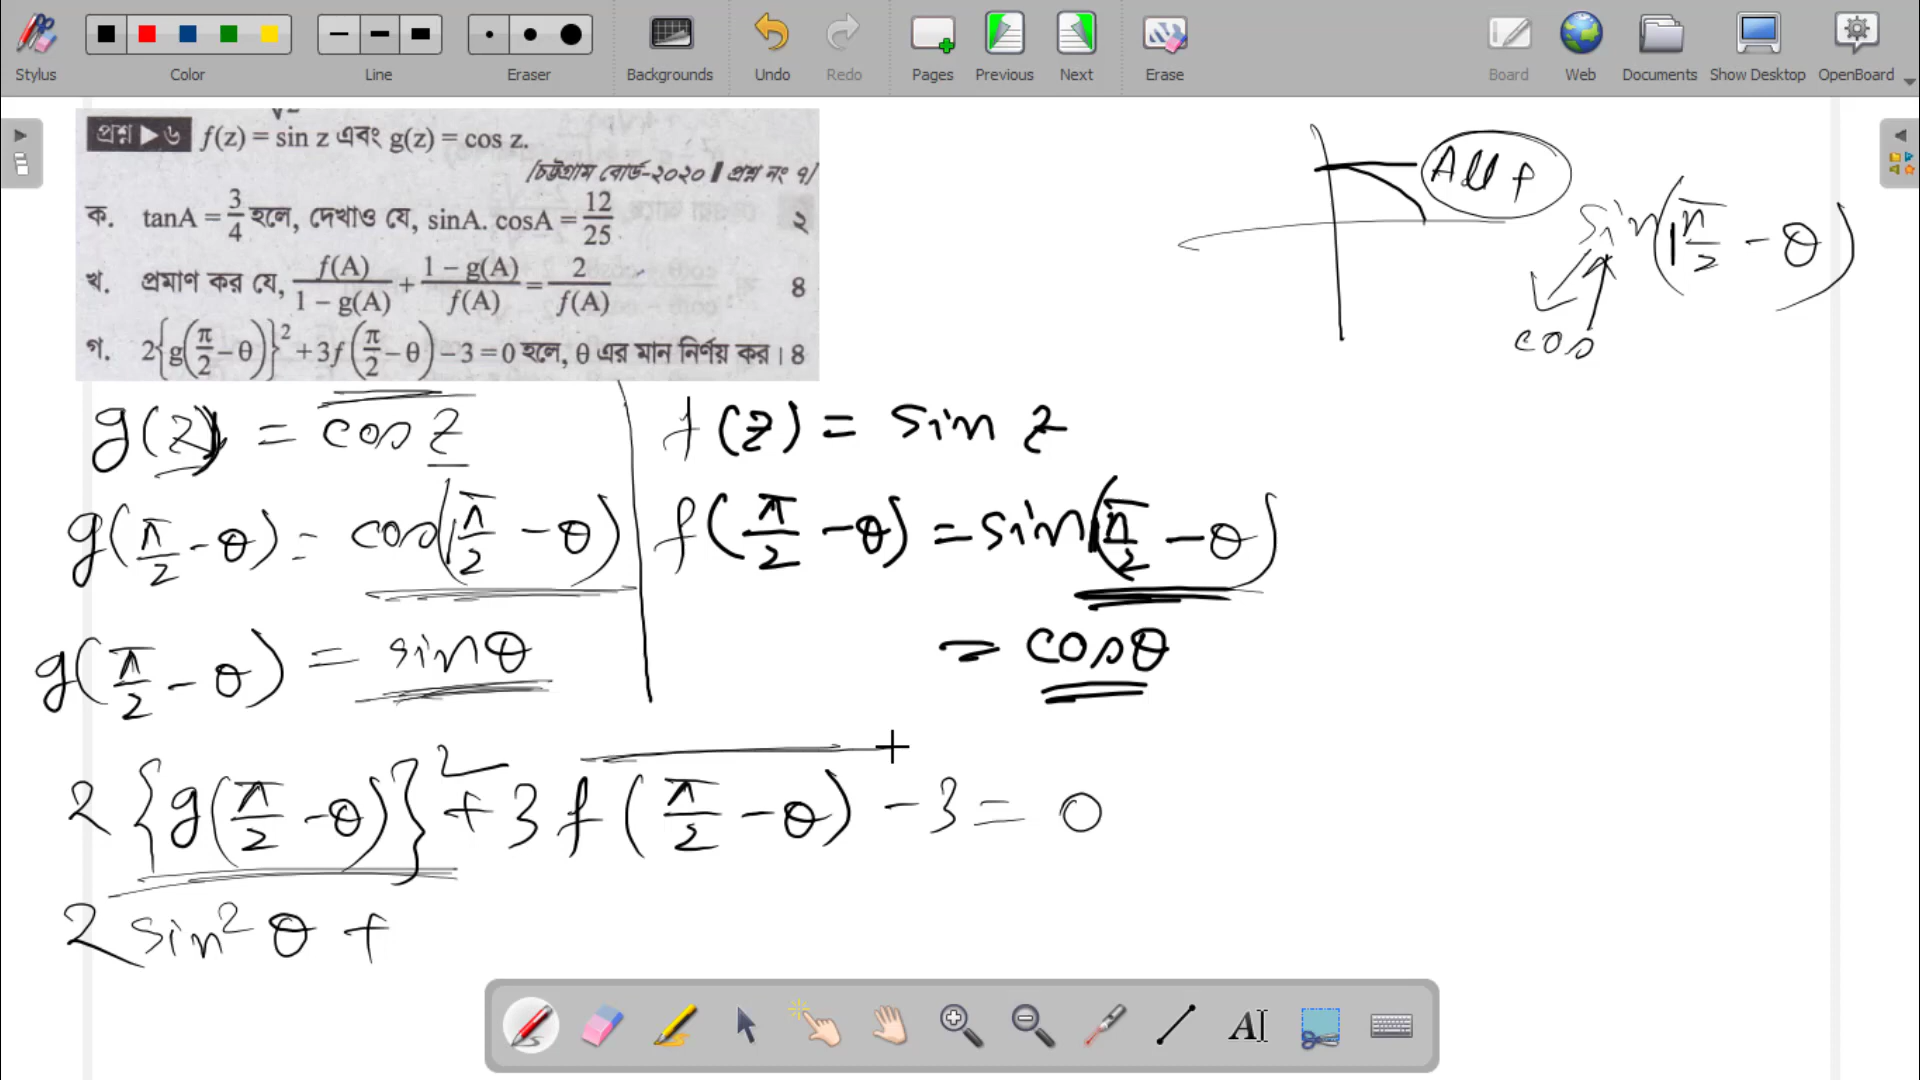 Stylus Color Line Eraser Backgrounds Undo Redo Pages Previous Next Erase Board Web Documents Show Desktop OpenBoard
প্রশ্ন ▶ ৬ f(z) = sin z এবং g(z) = cos z.
/চট্টগ্রাম বোর্ড-২০২০ ▌ প্রশ্ন নং ৭/
ক. tanA = 3/4 হলে, দেখাও যে, sinA. cosA = 12/25 ২
খ. প্রমাণ কর যে, f(A)/(1 – g(A)) + (1 – g(A))/f(A) = 2/f(A) ৪
গ. 2{g(π/2 – θ)}² + 3f(π/2 – θ) – 3 = 0 হলে, θ এর মান নির্ণয় কর। ৪
All
sin(π/2 – θ)
cos
g(z) = cos z
g(π/2 – θ) = cos(π/2 – θ)
g(π/2 – θ) = sinθ
f(z) = sin z
f(π/2 – θ) = sin(π/2 – θ)
= cosθ
2{g(π/2 – θ)}² + 3f(π/2 – θ) – 3 = 0
2 sin² θ +